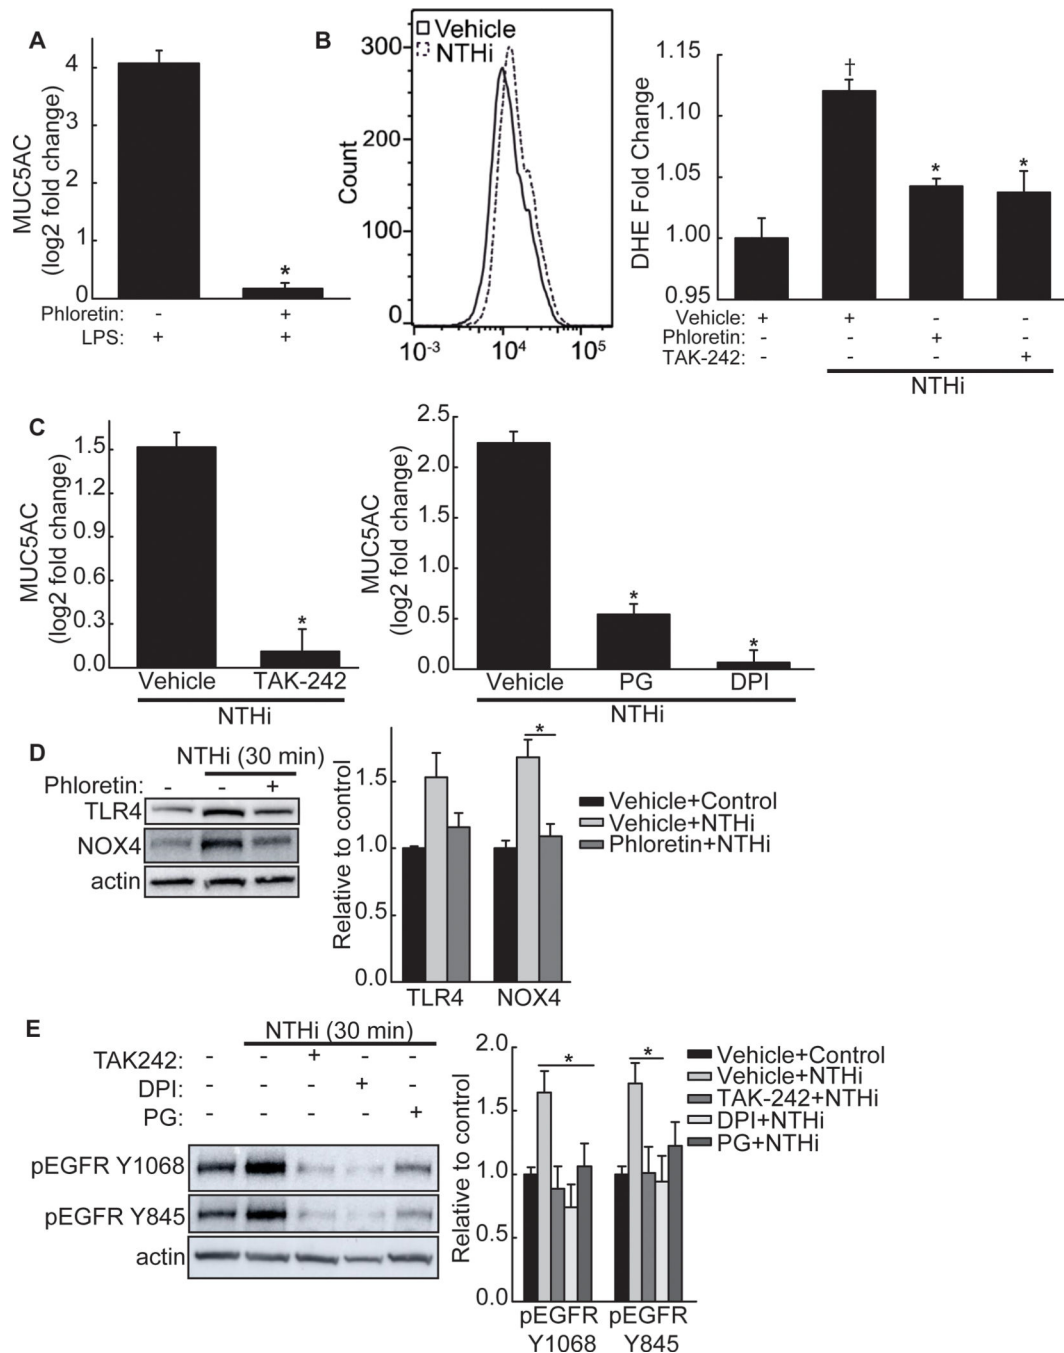 A
MUC5AC
(log2 fold change)
4
3
2
1
0
*
Phloretin: - +
LPS: + +
B
Vehicle
NTHi
Count
300
200
100
0
10-3 104 105
DHE Fold Change
1.15
1.10
1.05
1.00
0.95
† * *
Vehicle: + + - -
Phloretin: - - + -
TAK-242: - - - +
NTHi
C
MUC5AC
(log2 fold change)
1.5
1.2
0.9
0.6
0.3
0.0
*
Vehicle TAK-242
NTHi
MUC5AC
(log2 fold change)
2.5
2.0
1.5
1.0
0.5
0.0
* *
Vehicle PG DPI
NTHi
D
NTHi (30 min)
Phloretin: - - +
TLR4
NOX4
actin
Relative to control
1.5
1.0
0.5
0.0
*
TLR4 NOX4
Vehicle+Control
Vehicle+NTHi
Phloretin+NTHi
E
NTHi (30 min)
TAK242: - - + - -
DPI: - - - + -
PG: - - - - +
pEGFR Y1068
pEGFR Y845
actin
Relative to control
2.0
1.5
1.0
0.5
0.0
* *
pEGFR pEGFR
Y1068 Y845
Vehicle+Control
Vehicle+NTHi
TAK-242+NTHi
DPI+NTHi
PG+NTHi